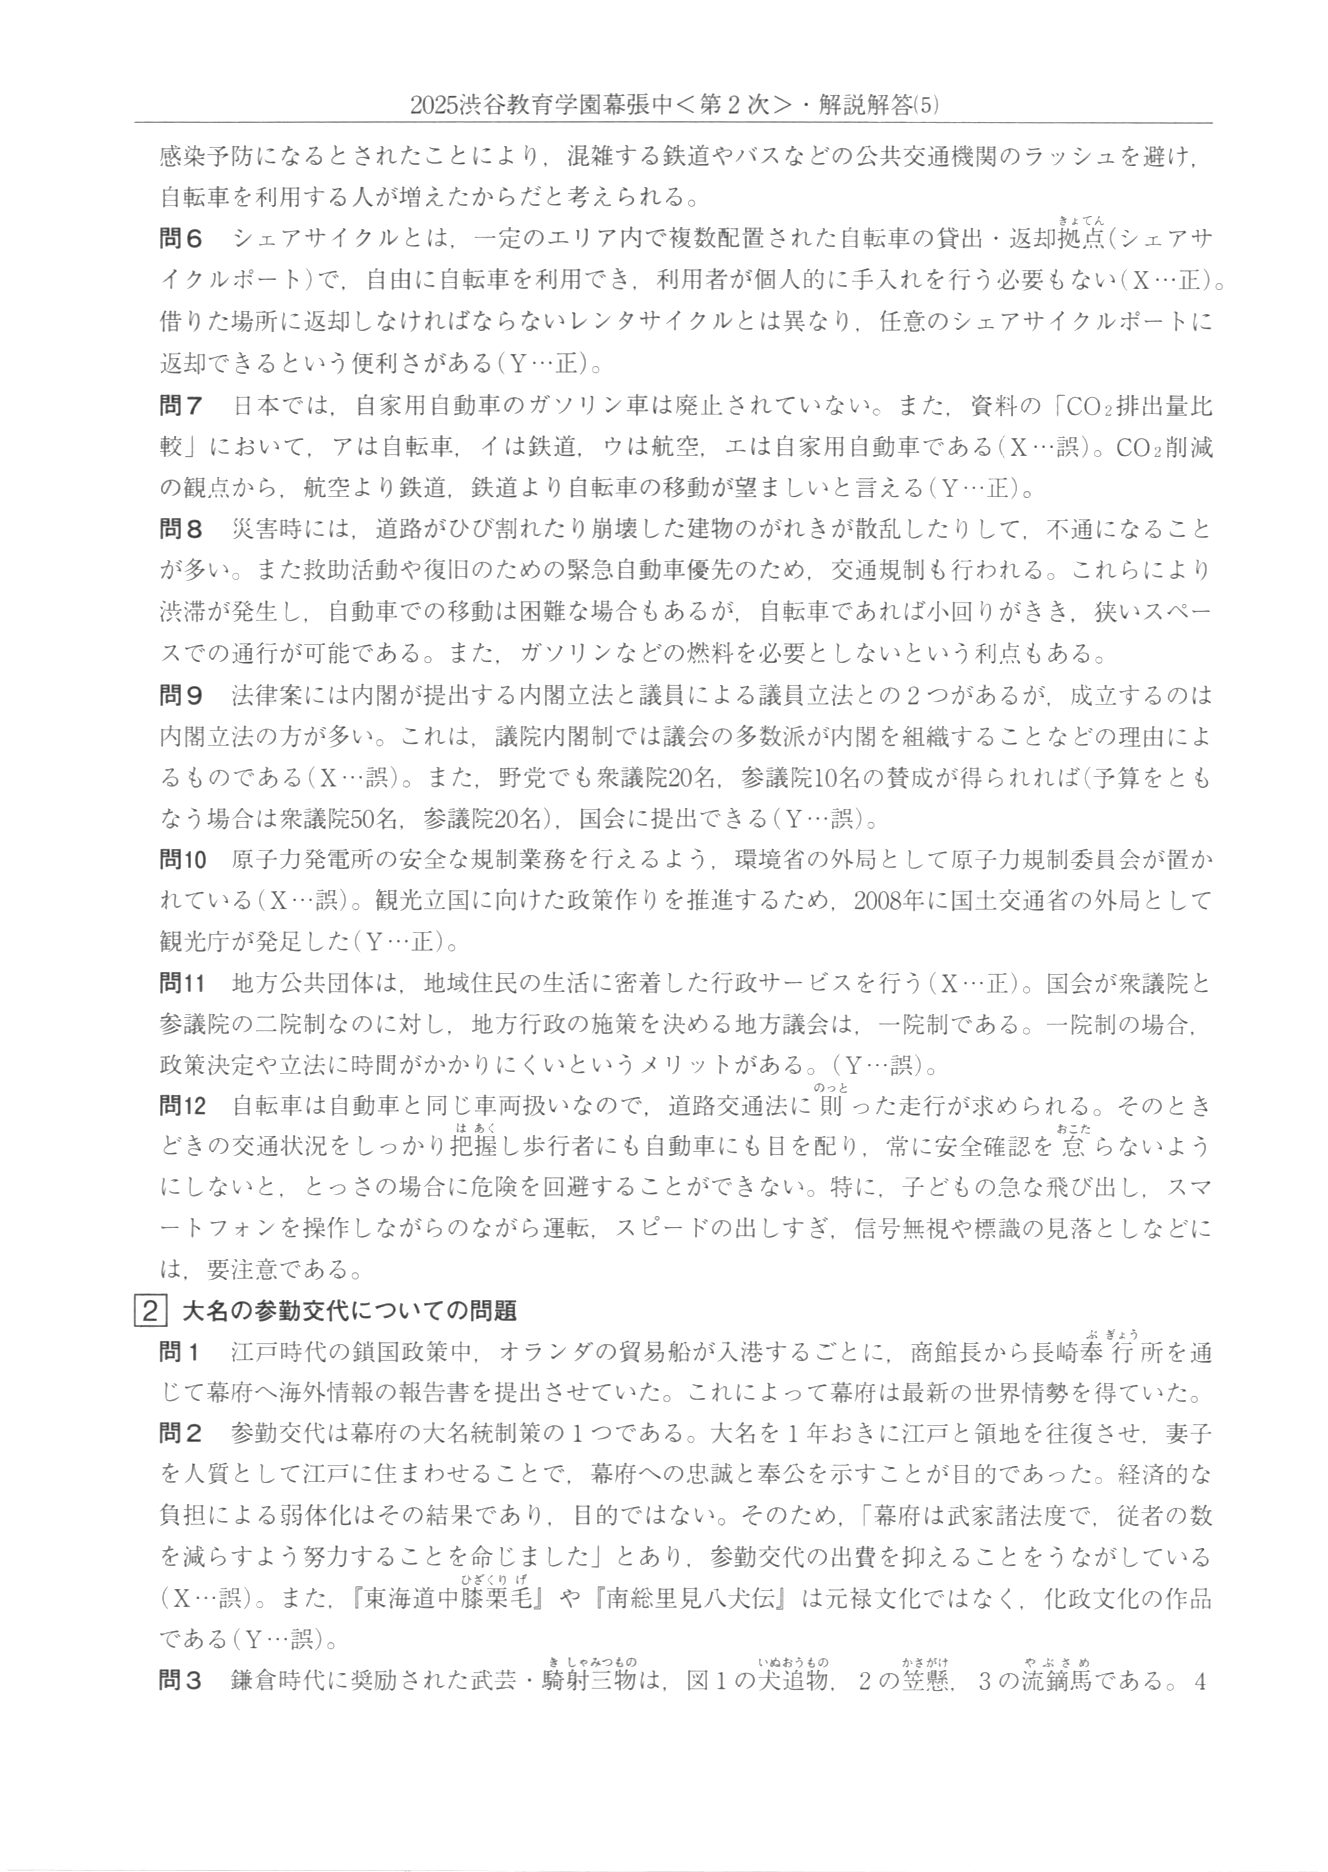 2025渋谷教育学園幕張中＜第２次＞・解説解答(5)
感染予防になるとされたことにより，混雑する鉄道やバスなどの公共交通機関のラッシュを避け，
自転車を利用する人が増えたからだと考えられる。
問６　シェアサイクルとは，一定のエリア内で複数配置された自転車の貸出・返却拠点(シェアサ
イクルポート)で，自由に自転車を利用でき，利用者が個人的に手入れを行う必要もない(Ｘ…正)。
借りた場所に返却しなければならないレンタサイクルとは異なり，任意のシェアサイクルポートに
返却できるという便利さがある(Ｙ…正)。
問７　日本では，自家用自動車のガソリン車は廃止されていない。また，資料の「CO₂排出量比
較」において，アは自転車，イは鉄道，ウは航空，エは自家用自動車である(Ｘ…誤)。CO₂削減
の観点から，航空より鉄道，鉄道より自転車の移動が望ましいと言える(Ｙ…正)。
問８　災害時には，道路がひび割れたり崩壊した建物のがれきが散乱したりして，不通になること
が多い。また救助活動や復旧のための緊急自動車優先のため，交通規制も行われる。これらにより
渋滞が発生し，自動車での移動は困難な場合もあるが，自転車であれば小回りがきき，狭いスペー
スでの通行が可能である。また，ガソリンなどの燃料を必要としないという利点もある。
問９　法律案には内閣が提出する内閣立法と議員による議員立法との２つがあるが，成立するのは
内閣立法の方が多い。これは，議院内閣制では議会の多数派が内閣を組織することなどの理由によ
るものである(Ｘ…誤)。また，野党でも衆議院20名，参議院10名の賛成が得られれば(予算をとも
なう場合は衆議院50名，参議院20名)，国会に提出できる(Ｙ…誤)。
問10　原子力発電所の安全な規制業務を行えるよう，環境省の外局として原子力規制委員会が置か
れている(Ｘ…誤)。観光立国に向けた政策作りを推進するため，2008年に国土交通省の外局として
観光庁が発足した(Ｙ…正)。
問11　地方公共団体は，地域住民の生活に密着した行政サービスを行う(Ｘ…正)。国会が衆議院と
参議院の二院制なのに対し，地方行政の施策を決める地方議会は，一院制である。一院制の場合，
政策決定や立法に時間がかかりにくいというメリットがある。(Ｙ…誤)。
問12　自転車は自動車と同じ車両扱いなので，道路交通法に則った走行が求められる。そのとき
どきの交通状況をしっかり把握し歩行者にも自動車にも目を配り，常に安全確認を怠らないよう
にしないと，とっさの場合に危険を回避することができない。特に，子どもの急な飛び出し，スマ
ートフォンを操作しながらのながら運転，スピードの出しすぎ，信号無視や標識の見落としなどに
は，要注意である。
２　大名の参勤交代についての問題
問１　江戸時代の鎖国政策中，オランダの貿易船が入港するごとに，商館長から長崎奉行所を通
じて幕府へ海外情報の報告書を提出させていた。これによって幕府は最新の世界情勢を得ていた。
問２　参勤交代は幕府の大名統制策の１つである。大名を１年おきに江戸と領地を往復させ，妻子
を人質として江戸に住まわせることで，幕府への忠誠と奉公を示すことが目的であった。経済的な
負担による弱体化はその結果であり，目的ではない。そのため，「幕府は武家諸法度で，従者の数
を減らすよう努力することを命じました」とあり，参勤交代の出費を抑えることをうながしている
(Ｘ…誤)。また，『東海道中膝栗毛』や『南総里見八犬伝』は元禄文化ではなく，化政文化の作品
である(Ｙ…誤)。
問３　鎌倉時代に奨励された武芸・騎射三物は，図１の犬追物，２の笠懸，３の流鏑馬である。４